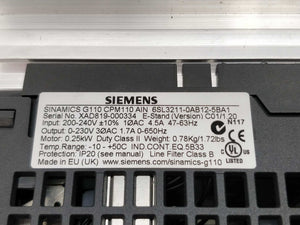 SIEMENS
SINAMICS G110 CPM110 AIN 6SL3211-0AB12-5BA1
Serial No. XAD819-000334 E-Stand (Version) C01/1.20
Input: 200-240V ±10% 1ØAC 4.5A 47-63Hz
Output: 0-230V 3ØAC 1.7A 0-650Hz
N117
Motor: 0.25kW Duty Class II Weight: 0.78Kg/1.72lbs
Temp.Range: - 10 - +50C IND.CONT.EQ.5B33
Protection: IP20 (see manual) Line Filter Class B
Made in EU (UK) www.siemens.com/sinamics-g110